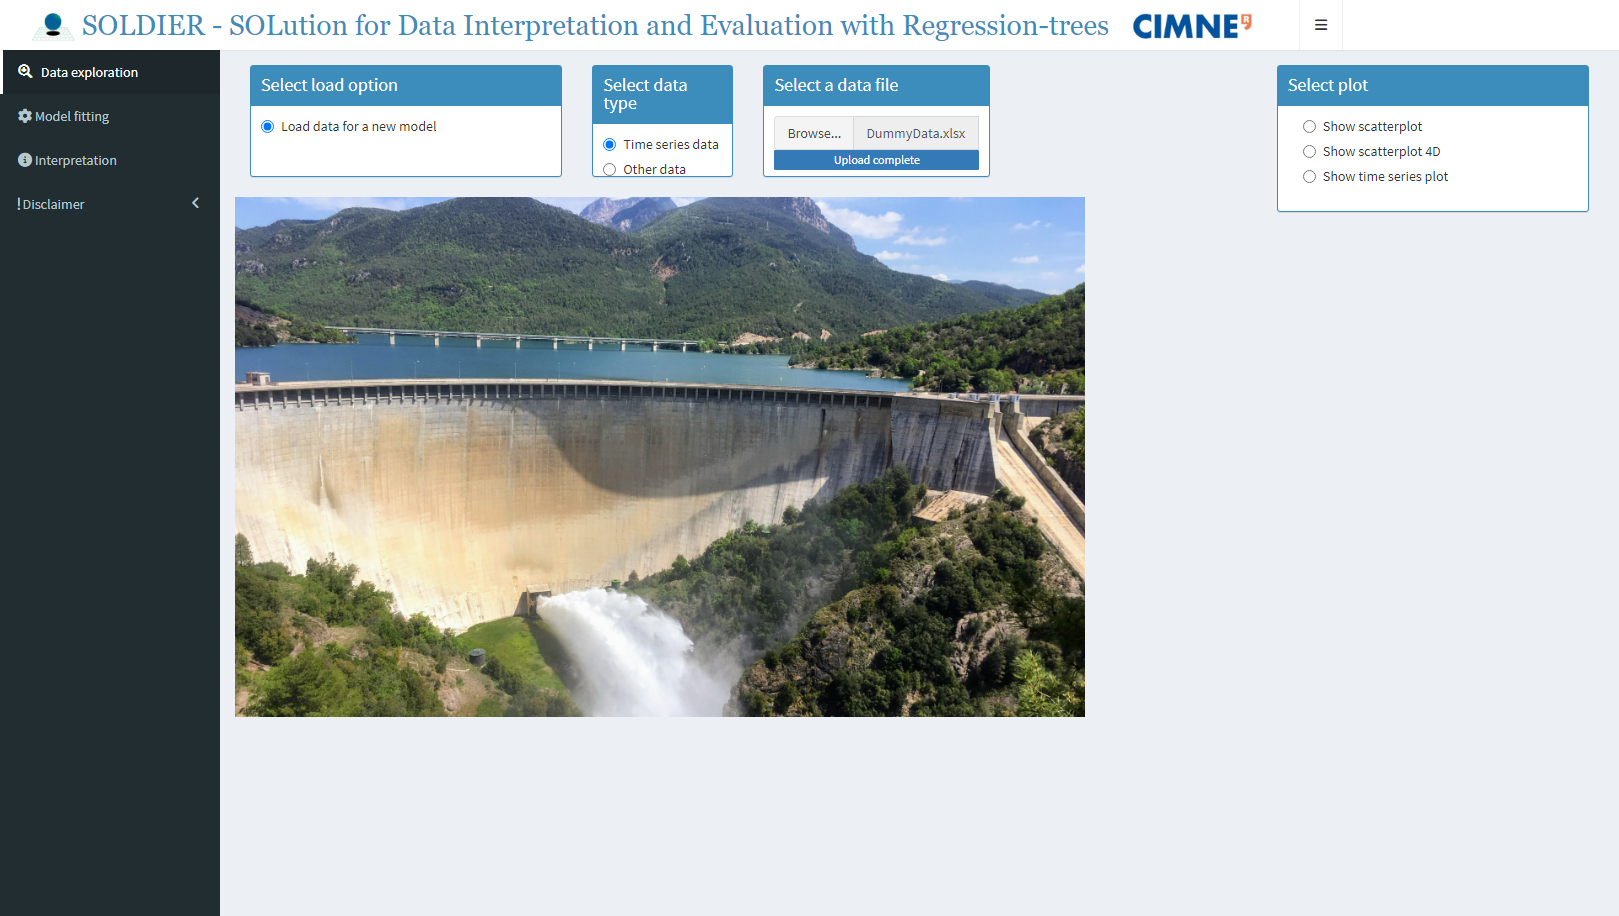 SOLDIER - SOLution for Data Interpretation and Evaluation with Regression-trees
CIMNE R
Data exploration
Model fitting
Interpretation
Disclaimer
Select load option
Load data for a new model
Select data
type
Time series data
Other data
Select a data file
Browse... DummyData.xlsx
Upload complete
Select plot
Show scatterplot
Show scatterplot 4D
Show time series plot